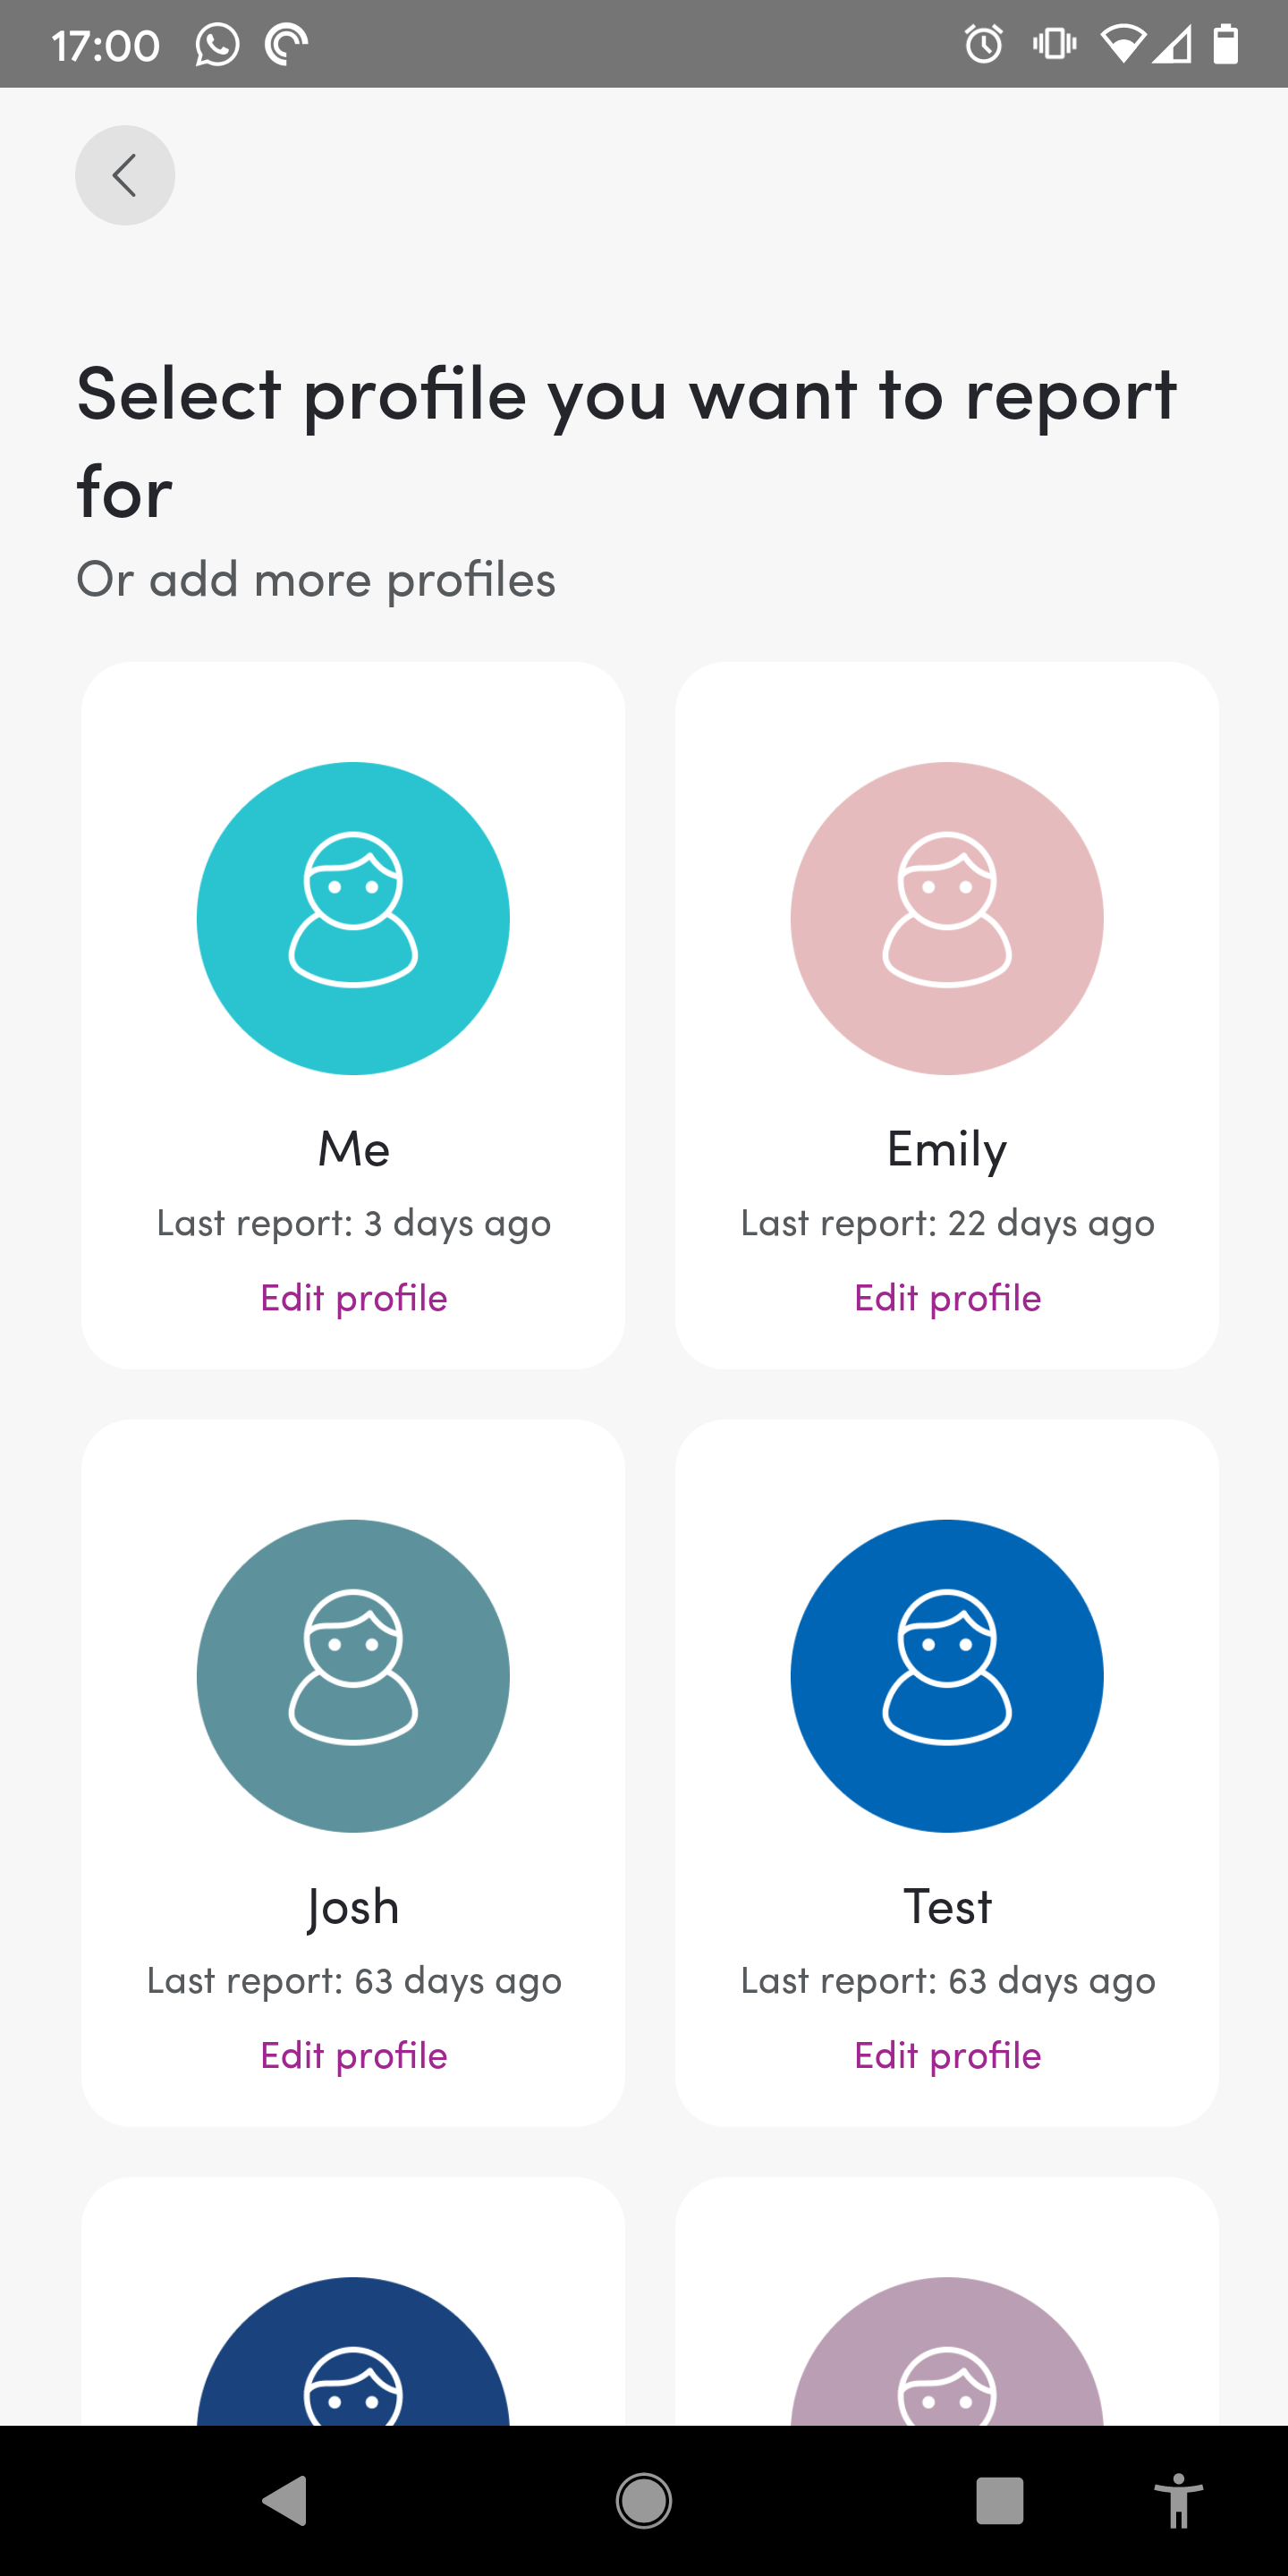 17:00
Select profile you want to report
for
Or add more profiles
Me
Last report: 3 days ago
Edit profile
Emily
Last report: 22 days ago
Edit profile
Josh
Last report: 63 days ago
Edit profile
Test
Last report: 63 days ago
Edit profile